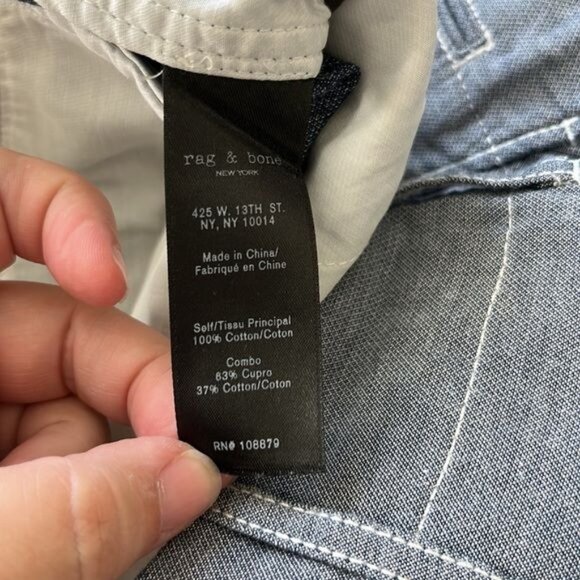 rag & bone
NEW YORK
425 W. 13TH ST.
NY, NY 10014
Made in China/
Fabriqué en Chine
Self/Tissu Principal
100% Cotton/Coton
Combo
63% Cupro
37% Cotton/Coton
RN# 108879